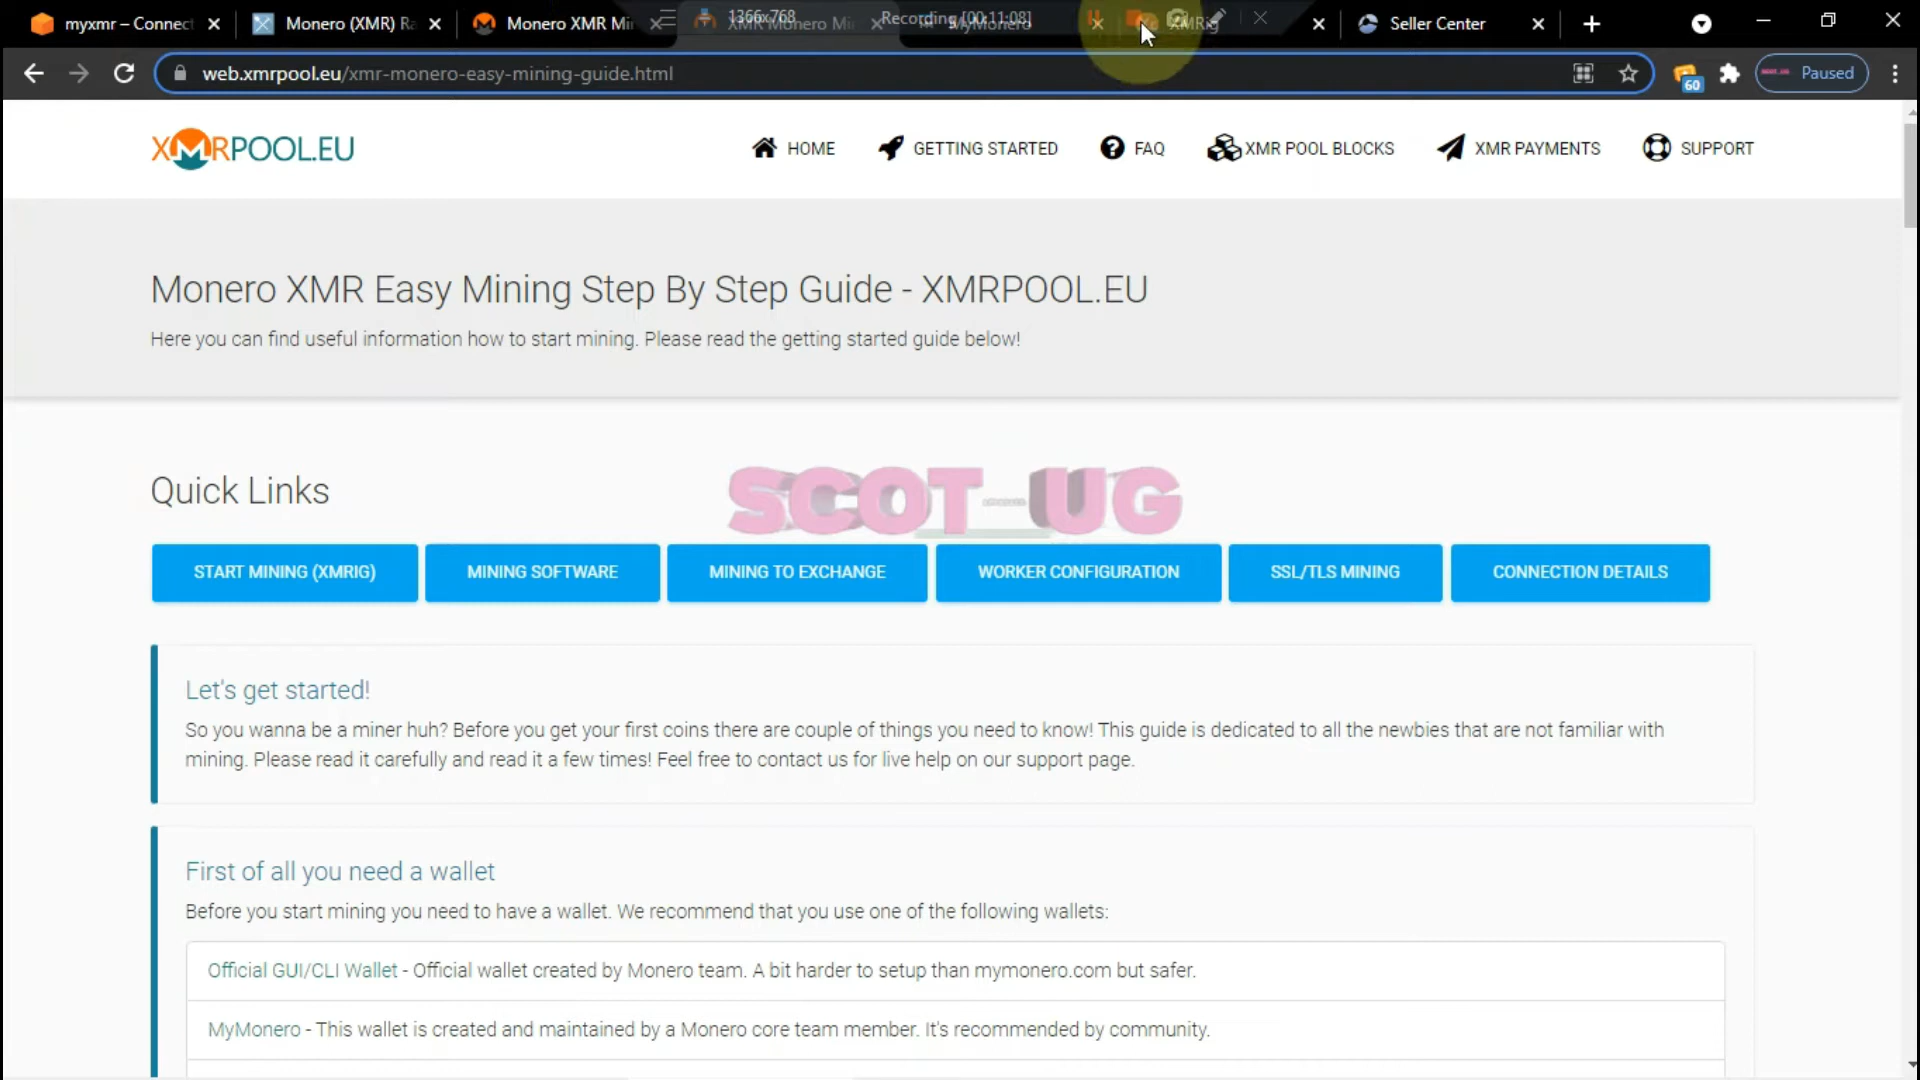 myxmr – Connect
Monero (XMR) Ra
Monero XMR Mi
XMR Monero Mi
MyMonero
XMRig
Seller Center
1366x768
Recording [00:11:08]
web.xmrpool.eu/xmr-monero-easy-mining-guide.html
60
Paused
XMRPOOL.EU
HOME
GETTING STARTED
FAQ
XMR POOL BLOCKS
XMR PAYMENTS
SUPPORT
Monero XMR Easy Mining Step By Step Guide - XMRPOOL.EU
Here you can find useful information how to start mining. Please read the getting started guide below!
Quick Links
SCOT UG
START MINING (XMRIG)
MINING SOFTWARE
MINING TO EXCHANGE
WORKER CONFIGURATION
SSL/TLS MINING
CONNECTION DETAILS
Let's get started!
So you wanna be a miner huh? Before you get your first coins there are couple of things you need to know! This guide is dedicated to all the newbies that are not familiar with
mining. Please read it carefully and read it a few times! Feel free to contact us for live help on our support page.
First of all you need a wallet
Before you start mining you need to have a wallet. We recommend that you use one of the following wallets:
Official GUI/CLI Wallet - Official wallet created by Monero team. A bit harder to setup than mymonero.com but safer.
MyMonero - This wallet is created and maintained by a Monero core team member. It's recommended by community.